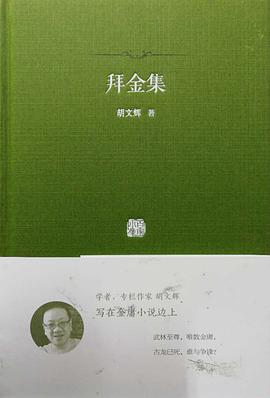 拜金集
胡文辉 著
学者、专栏作家 胡文辉
写在金庸小说边上
武林至尊，唯数金庸，
古龙已死，谁与争锋？